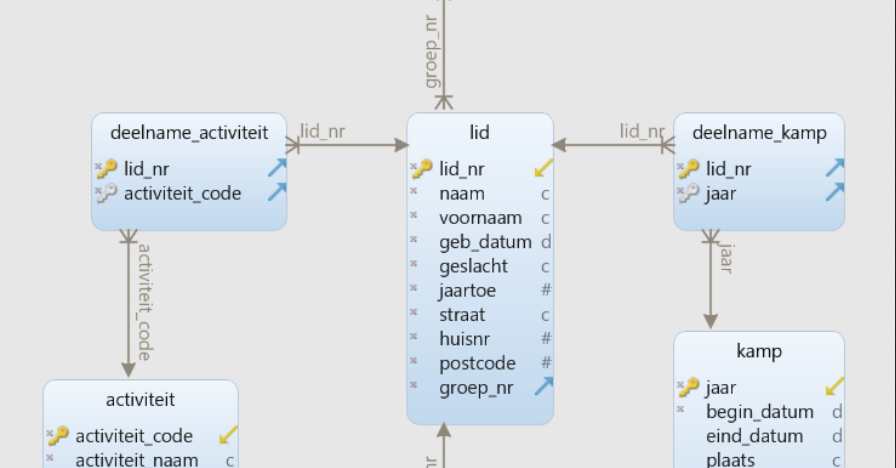 groep_nr
deelname_activiteit
lid_nr
activiteit_code
lid_nr
lid
lid_nr
naam c
voornaam c
geb_datum d
geslacht c
jaartoe #
straat c
huisnr #
postcode #
groep_nr
lid_nr
deelname_kamp
lid_nr
jaar
activiteit_code
jaar
activiteit
activiteit_code
activiteit_naam c
kamp
jaar
begin_datum d
eind_datum d
plaats c
nr